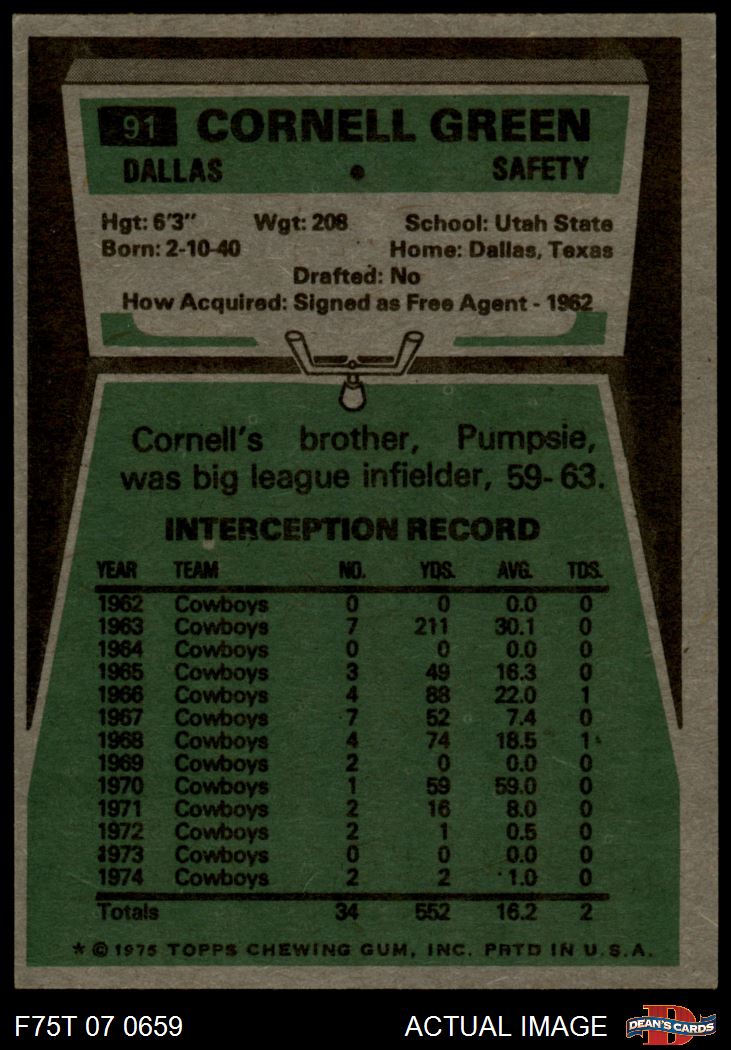 91 CORNELL GREEN
DALLAS • SAFETY
Hgt: 6'3" Wgt: 208 School: Utah State
Born: 2-10-40 Home: Dallas, Texas
Drafted: No
How Acquired: Signed as Free Agent - 1962
Cornell's brother, Pumpsie,
was big league infielder, 59-63.
INTERCEPTION RECORD
YEAR TEAM NO. YDS. AVG. TDS.
1962 Cowboys 0 0 0.0 0
1963 Cowboys 7 211 30.1 0
1964 Cowboys 0 0 0.0 0
1965 Cowboys 3 49 16.3 0
1966 Cowboys 4 88 22.0 1
1967 Cowboys 7 52 7.4 0
1968 Cowboys 4 74 18.5 1
1969 Cowboys 2 0 0.0 0
1970 Cowboys 1 59 59.0 0
1971 Cowboys 2 16 8.0 0
1972 Cowboys 2 1 0.5 0
1973 Cowboys 0 0 0.0 0
1974 Cowboys 2 2 1.0 0
Totals 34 552 16.2 2
* © 1975 TOPPS CHEWING GUM, INC. PRTD IN U.S.A.
F75T 07 0659 ACTUAL IMAGE D DEAN'S CARDS